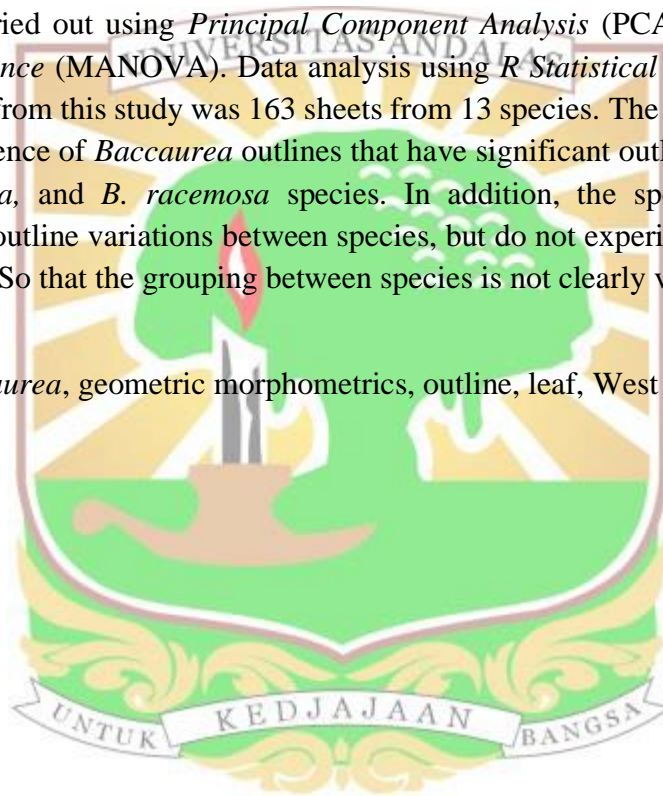 ried out using Principal Component Analysis (PCA
UNIVERSITAS ANDALAS
ence (MANOVA). Data analysis using R Statistical
from this study was 163 sheets from 13 species. The
ence of Baccaurea outlines that have significant outl
a, and B. racemosa species. In addition, the sp
outline variations between species, but do not experi
So that the grouping between species is not clearly v
aurea, geometric morphometrics, outline, leaf, West
UNTUK KEDJAJAAN BANGSA